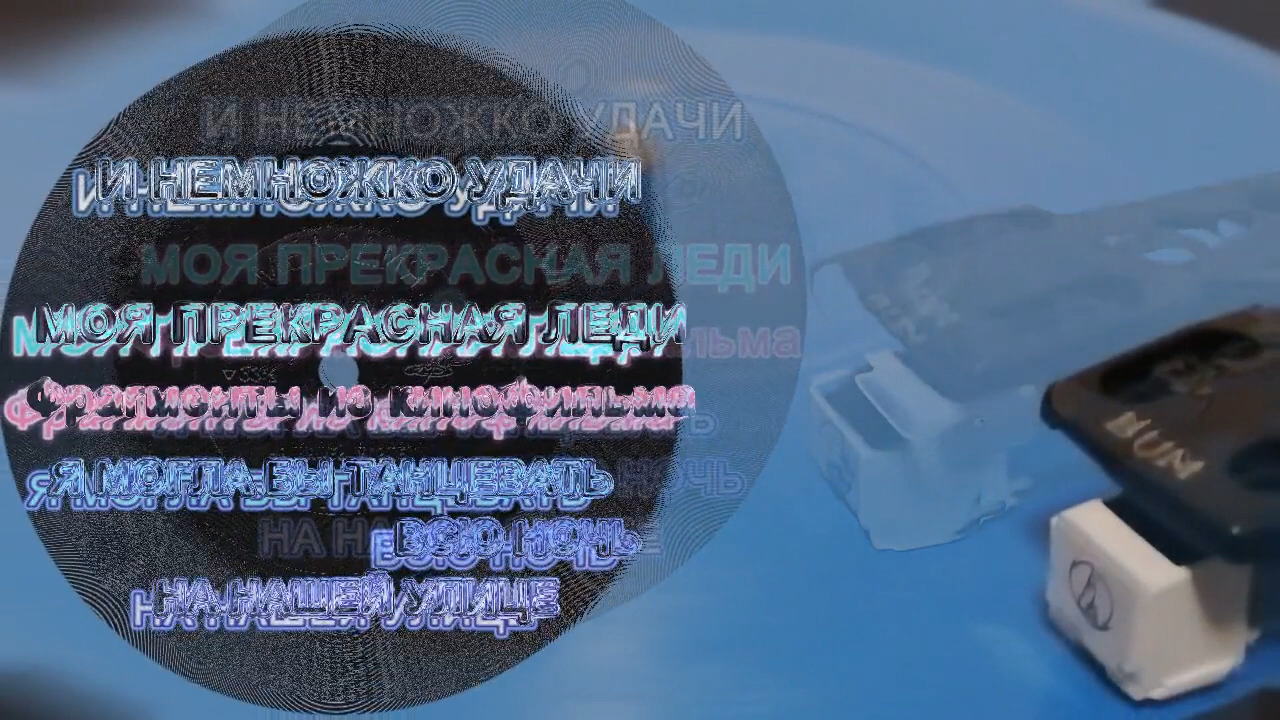 И НЕМНОЖКО УДАЧИ
МОЯ ПРЕКРАСНАЯ ЛЕДИ
Фрагменты из кинофильма
Я МОГЛА БЫ ТАНЦЕВАТЬ
ВСЮ НОЧЬ
НА НАШЕЙ УЛИЦЕ